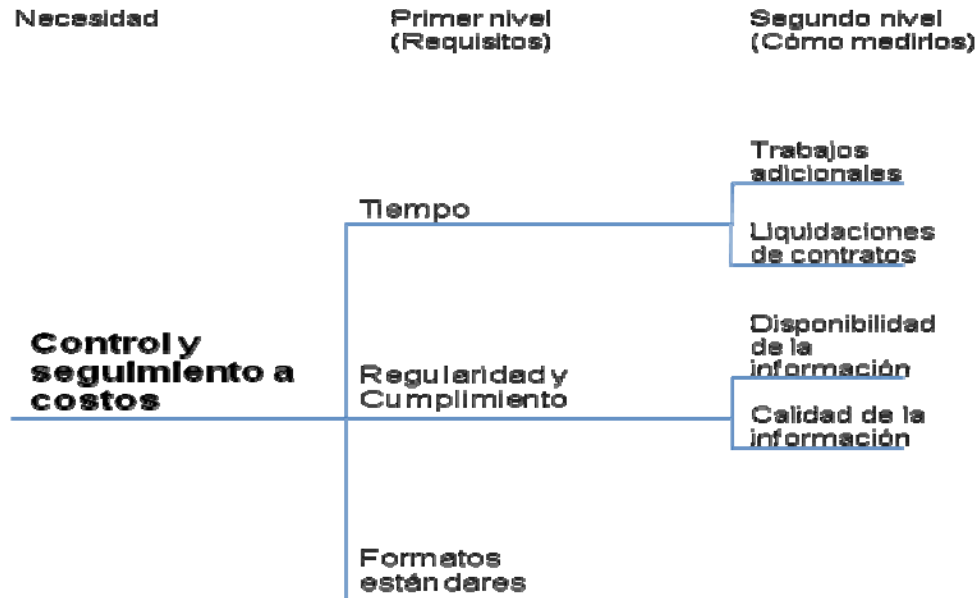 Necesidad
Primer nivel
(Requisitos)
Segundo nivel
(Cómo medirlos)
Trabajos
adicionales
Tiempo
Liquidaciones
de contratos
Control y
seguimiento a
costos
Regularidad y
Cumplimiento
Disponibilidad
de la
información
Calidad de la
información
Formatos
estándares